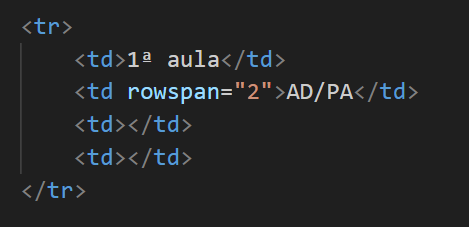 <tr>
<td>1ª aula</td>
<td rowspan="2">AD/PA</td>
<td></td>
<td></td>
</tr>